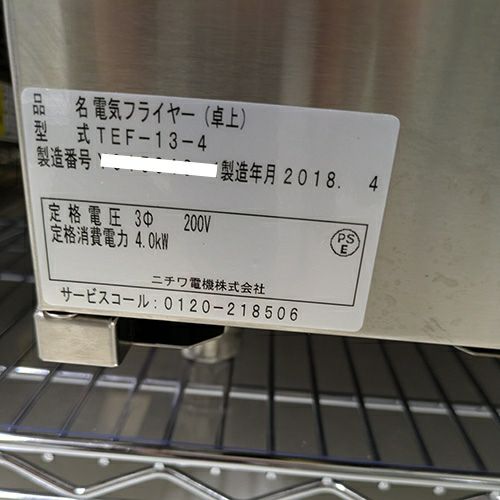 品名 電気フライヤー(卓上)
型式 TEF-13-4
製造番号 製造年月 2018. 4
定格電圧 3Φ 200V
定格消費電力 4.0kW
PS
E
ニチワ電機株式会社
サービスコール:0120-218506